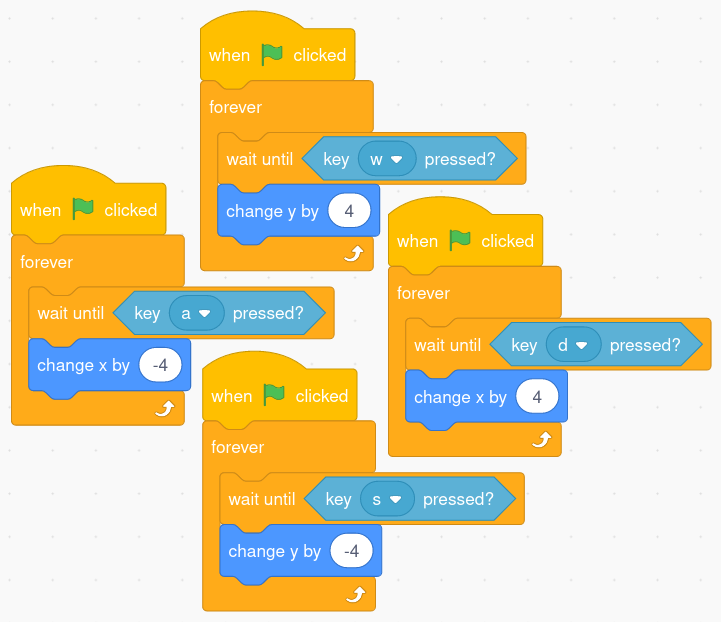 when clicked
forever
wait until key w pressed?
change y by 4
when clicked
forever
wait until key a pressed?
change x by -4
when clicked
forever
wait until key d pressed?
change x by 4
when clicked
forever
wait until key s pressed?
change y by -4